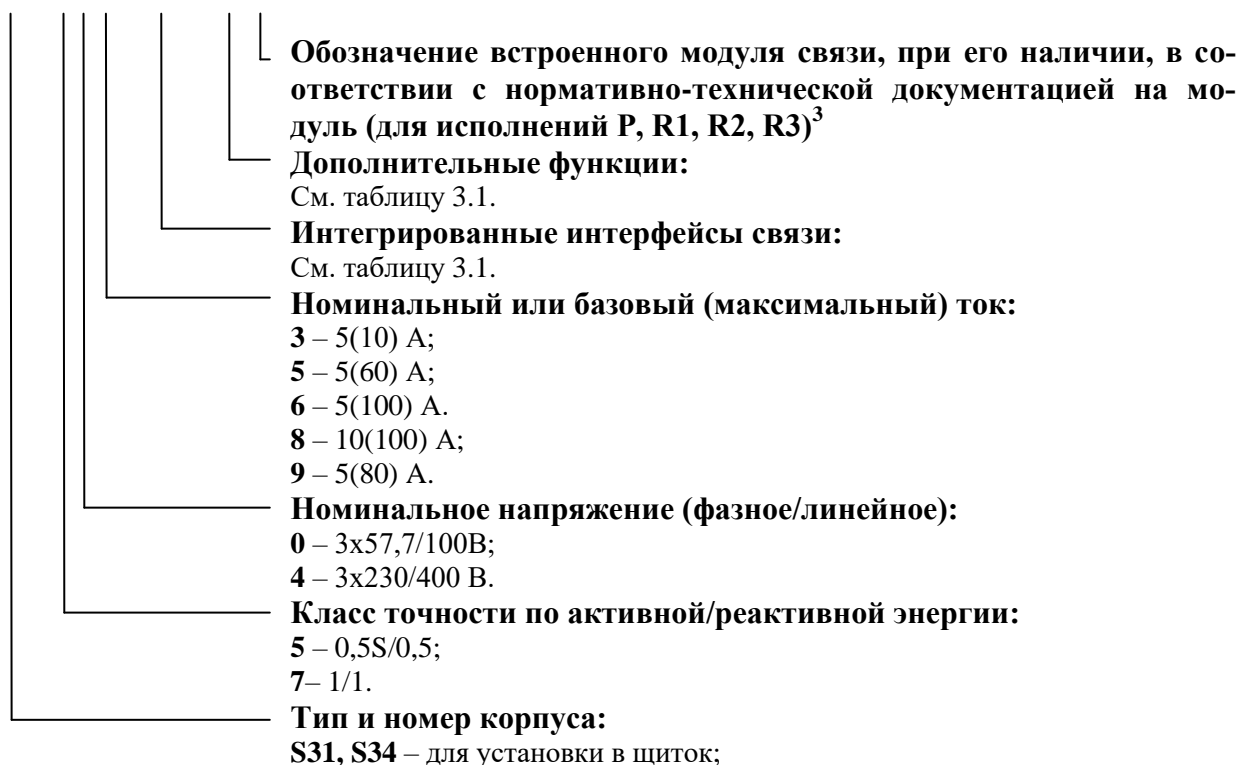 Обозначение встроенного модуля связи, при его наличии, в со-
ответствии с нормативно-технической документацией на мо-
дуль (для исполнений P, R1, R2, R3)3
Дополнительные функции:
См. таблицу 3.1.
Интегрированные интерфейсы связи:
См. таблицу 3.1.
Номинальный или базовый (максимальный) ток:
3 – 5(10) А;
5 – 5(60) А;
6 – 5(100) А.
8 – 10(100) А;
9 – 5(80) А.
Номинальное напряжение (фазное/линейное):
0 – 3x57,7/100В;
4 – 3x230/400 В.
Класс точности по активной/реактивной энергии:
5 – 0,5S/0,5;
7– 1/1.
Тип и номер корпуса:
S31, S34 – для установки в щиток;